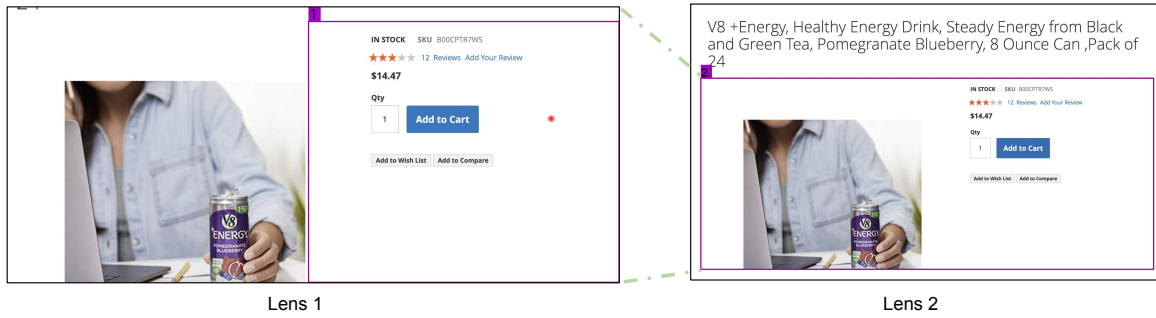 1
IN STOCK SKU B00CPTR7WS
12 Reviews Add Your Review
$14.47
Qty
1 Add to Cart
Add to Wish List Add to Compare
V8
+ENERGY
POMEGRANATE
BLUEBERRY
Lens 1
V8 +Energy, Healthy Energy Drink, Steady Energy from Black
and Green Tea, Pomegranate Blueberry, 8 Ounce Can ,Pack of
24
2
IN STOCK SKU B00CPTR7WS
12 Reviews Add Your Review
$14.47
Qty
1 Add to Cart
Add to Wish List Add to Compare
V8
ENERGY
POMEGRANATE
BLUEBERRY
Lens 2